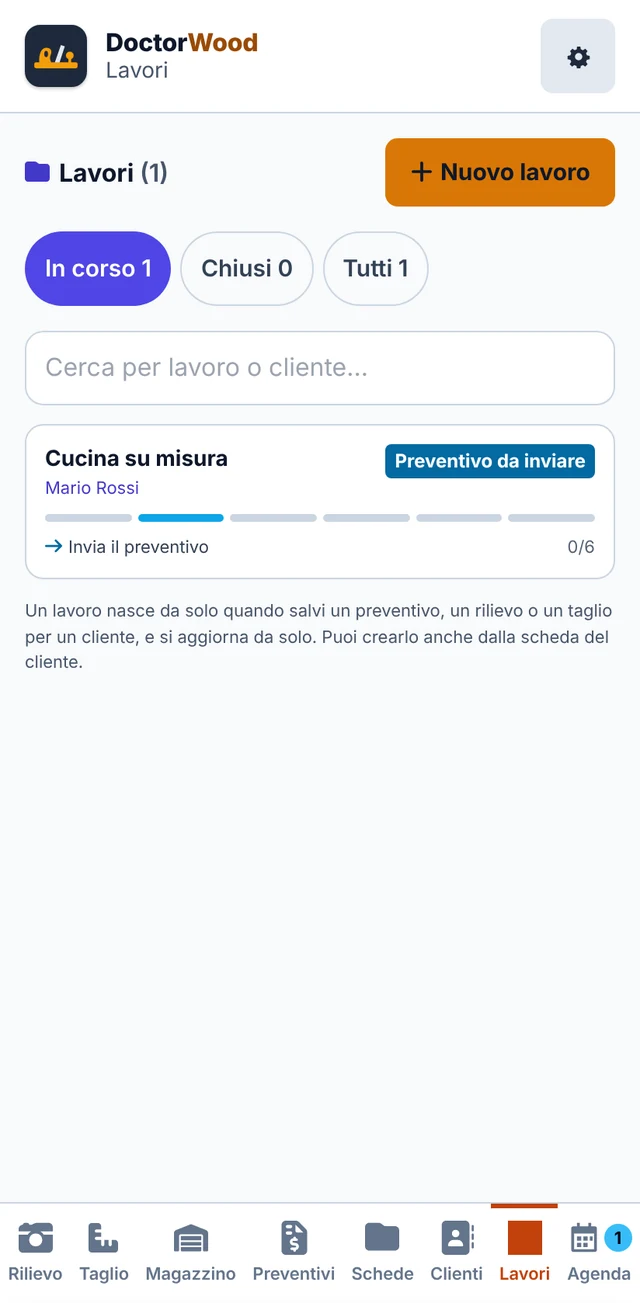 DoctorWood
Lavori
Lavori (1)
+ Nuovo lavoro
In corso 1
Chiusi 0
Tutti 1
Cerca per lavoro o cliente...
Cucina su misura
Preventivo da inviare
Mario Rossi
→ Invia il preventivo
0/6
Un lavoro nasce da solo quando salvi un preventivo, un rilievo o un taglio
per un cliente, e si aggiorna da solo. Puoi crearlo anche dalla scheda del
cliente.
1
Rilievo
Taglio
Magazzino
Preventivi
Schede
Clienti
Lavori
Agenda